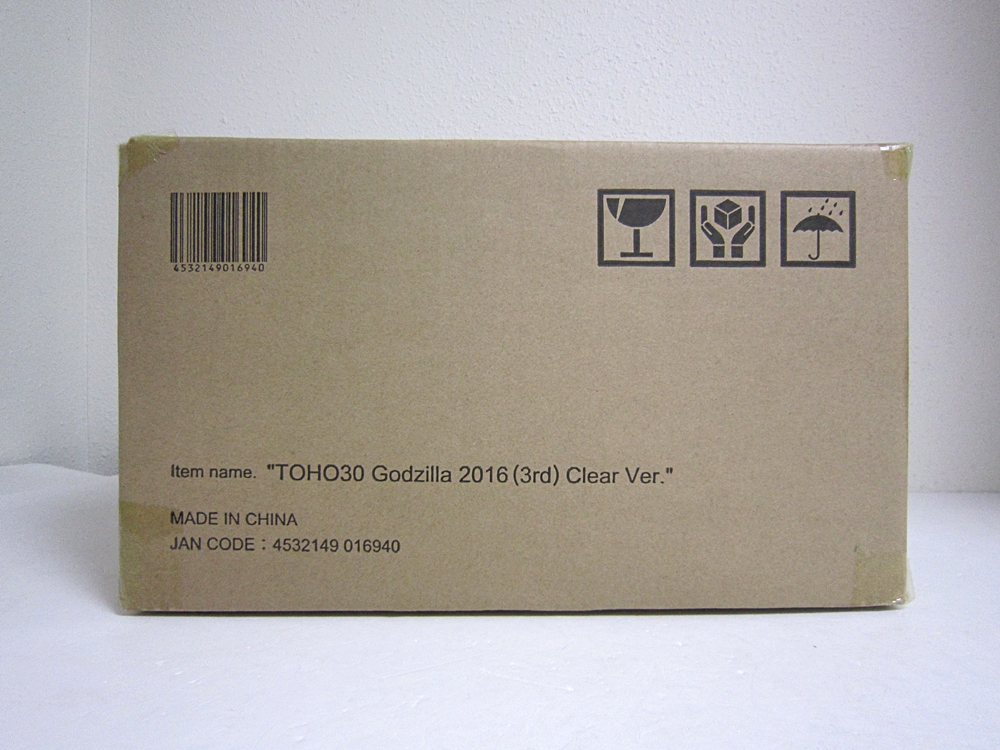 4532149016940
Item name. "TOHO30 Godzilla 2016 (3rd) Clear Ver."
MADE IN CHINA
JAN CODE : 4532149 016940